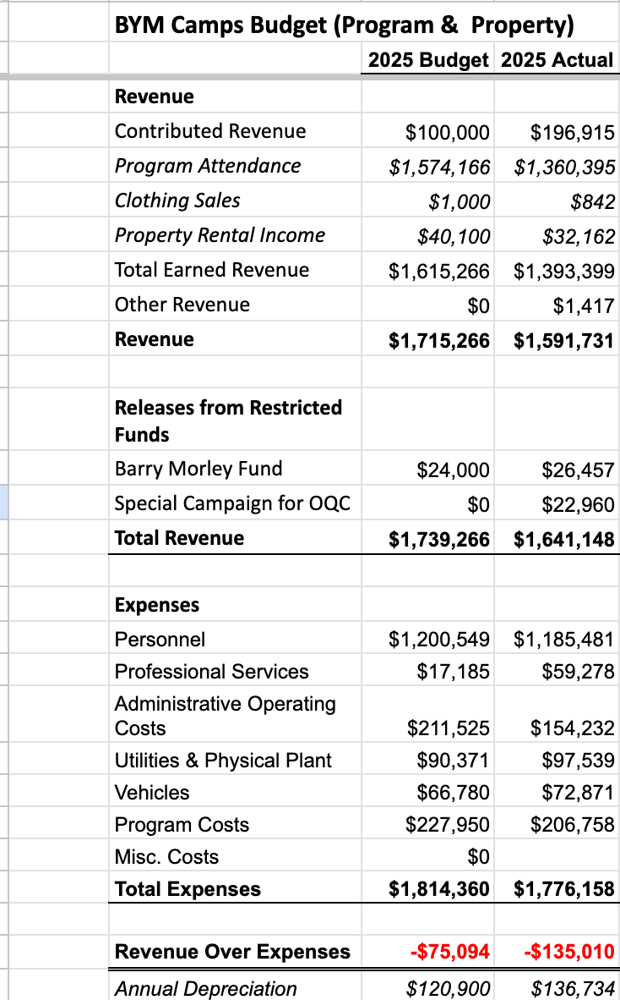 BYM Camps Budget (Program & Property)
2025 Budget 2025 Actual
Revenue
Contributed Revenue $100,000 $196,915
Program Attendance $1,574,166 $1,360,395
Clothing Sales $1,000 $842
Property Rental Income $40,100 $32,162
Total Earned Revenue $1,615,266 $1,393,399
Other Revenue $0 $1,417
Revenue $1,715,266 $1,591,731
Releases from Restricted
Funds
Barry Morley Fund $24,000 $26,457
Special Campaign for OQC $0 $22,960
Total Revenue $1,739,266 $1,641,148
Expenses
Personnel $1,200,549 $1,185,481
Professional Services $17,185 $59,278
Administrative Operating
Costs $211,525 $154,232
Utilities & Physical Plant $90,371 $97,539
Vehicles $66,780 $72,871
Program Costs $227,950 $206,758
Misc. Costs $0
Total Expenses $1,814,360 $1,776,158
Revenue Over Expenses -$75,094 -$135,010
Annual Depreciation $120,900 $136,734